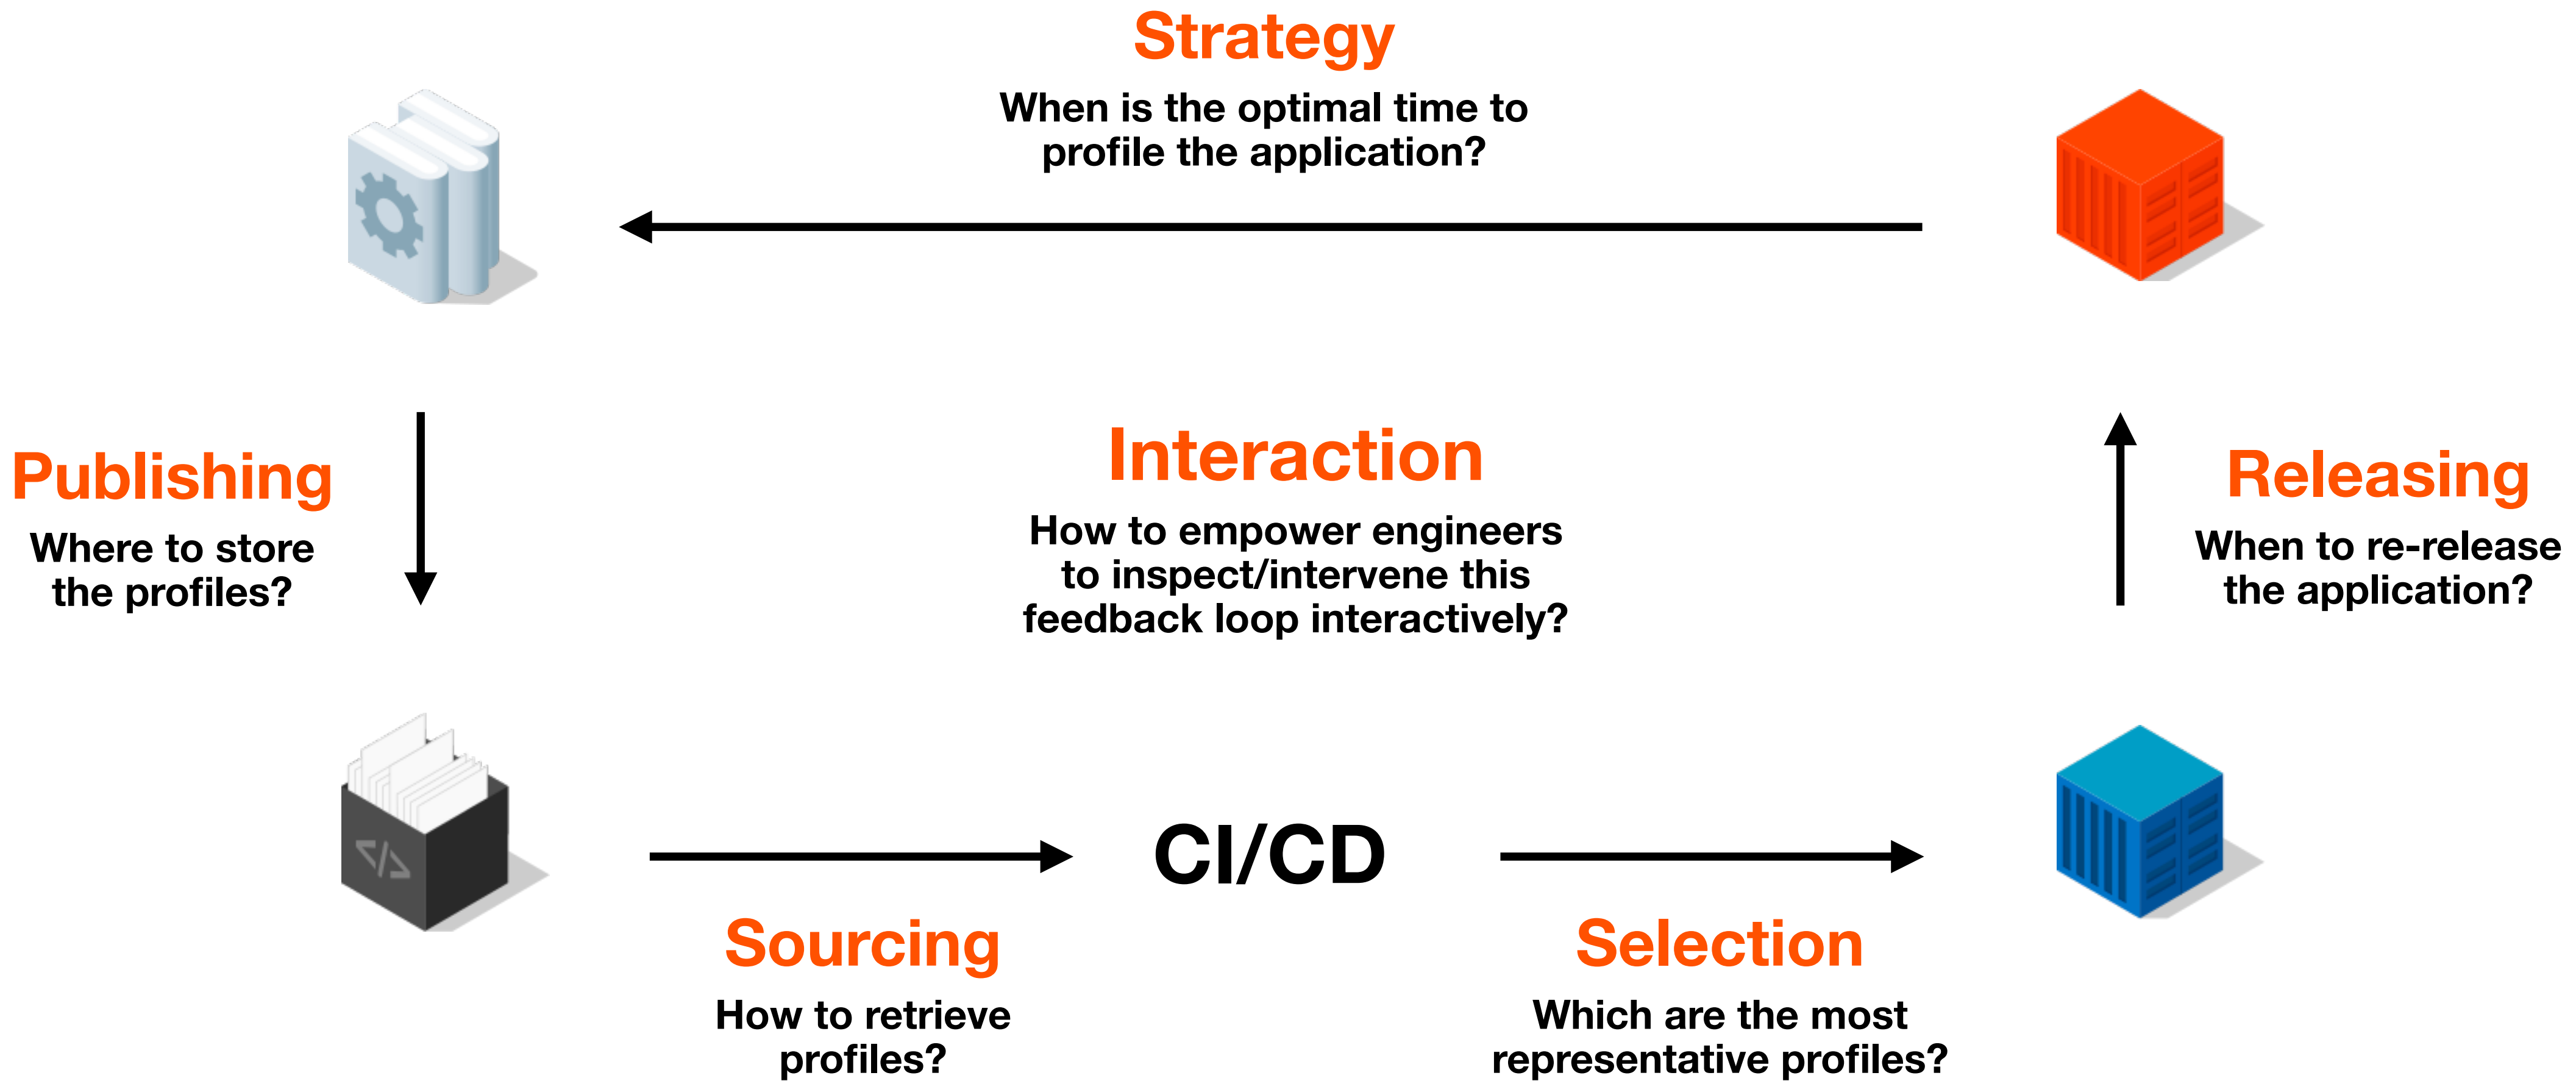 Strategy
When is the optimal time to
profile the application?
Publishing
Where to store
the profiles?
Interaction
How to empower engineers
to inspect/intervene this
feedback loop interactively?
Releasing
When to re-release
the application?
</>
CI/CD
Sourcing
How to retrieve
profiles?
Selection
Which are the most
representative profiles?